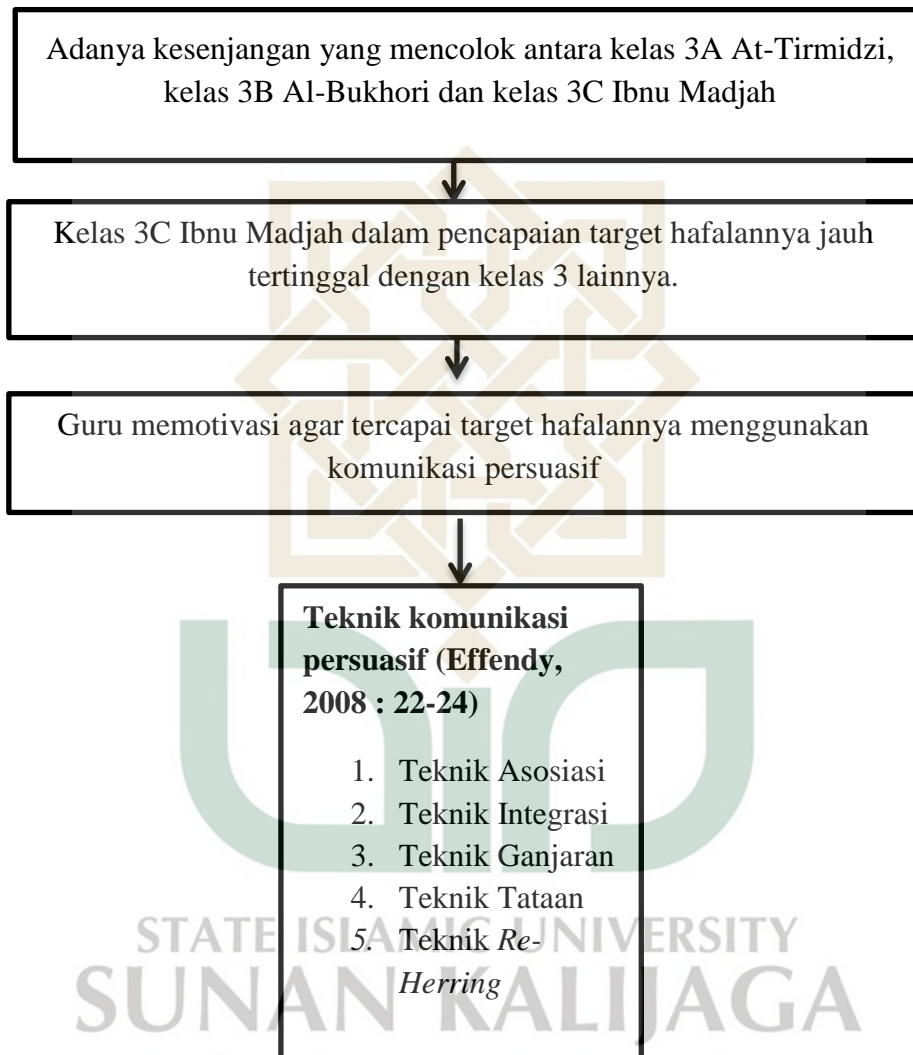 Adanya kesenjangan yang mencolok antara kelas 3A At-Tirmidzi,
kelas 3B Al-Bukhori dan kelas 3C Ibnu Madjah
Kelas 3C Ibnu Madjah dalam pencapaian target hafalannya jauh
tertinggal dengan kelas 3 lainnya.
Guru memotivasi agar tercapai target hafalannya menggunakan
komunikasi persuasif
Teknik komunikasi
persuasif (Effendy,
2008 : 22-24)
1. Teknik Asosiasi
2. Teknik Integrasi
3. Teknik Ganjaran
4. Teknik Tataan
5. Teknik Re-
Herring
STATE ISLAMIC UNIVERSITY
SUNAN KALIJAGA